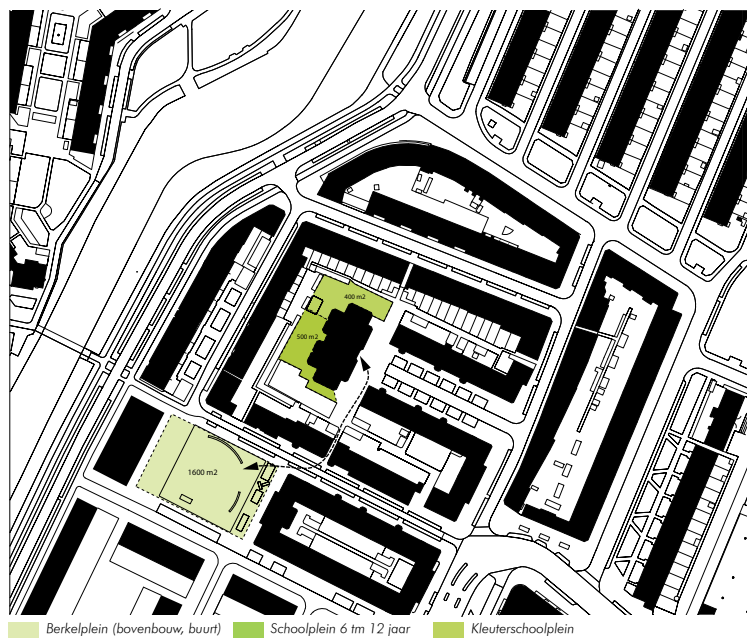 400 m2
500 m2
1600 m2
Berkelplein (bovenbouw, buurt) Schoolplein 6 tm 12 jaar Kleuterschoolplein